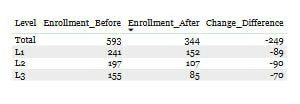 Level Enrollment_Before Enrollment_After Change_Difference
Total 593 344 -249
L1 241 152 -89
L2 197 107 -90
L3 155 85 -70